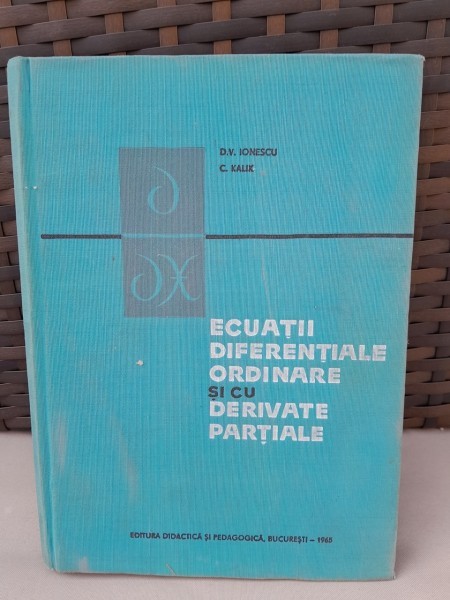 D.V. IONESCU
C. KALIK
∂
∂x
ECUAȚII
DIFERENȚIALE
ORDINARE
ȘI CU
DERIVATE
PARȚIALE
EDITURA DIDACTICĂ ȘI PEDAGOGICĂ, BUCUREȘTI – 1965